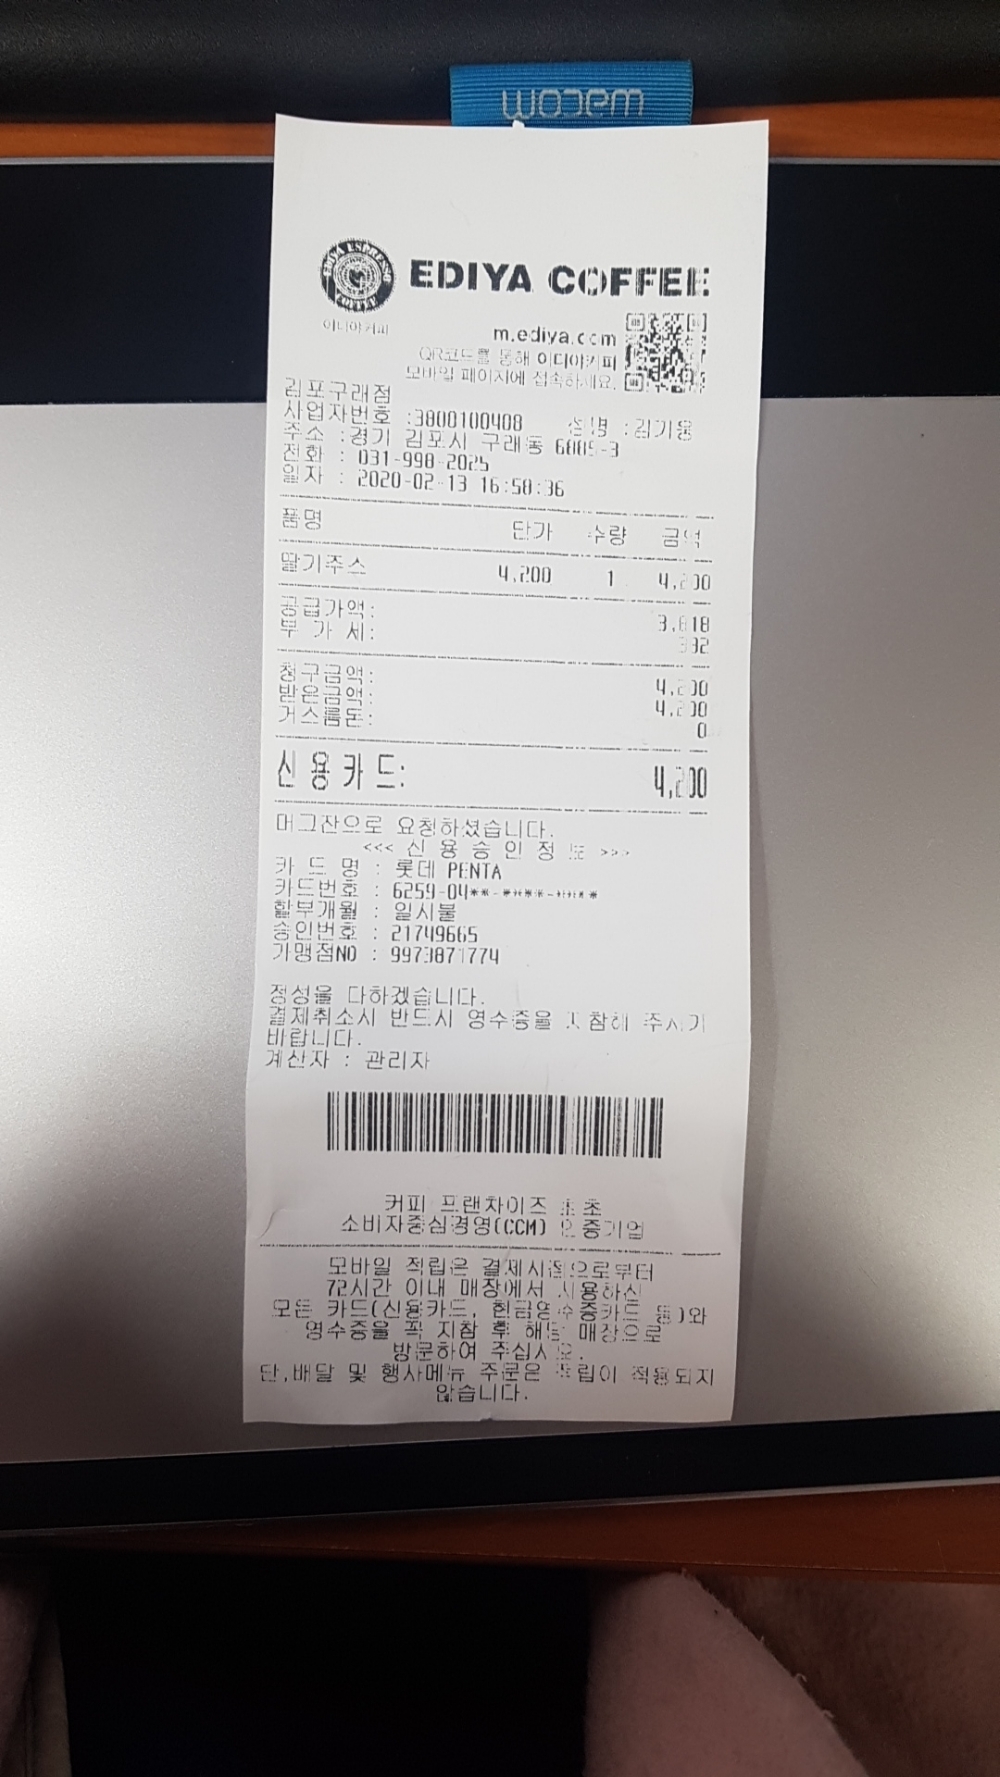 wacom
EDIYA ESPRESSO
COFFEE
EDIYA COFFEE
이디야커피
m.ediya.com
QR코드를 통해 이디야커피
모바일 페이지에 접속하세요.
김포구래점
사업자번호 :3800100408 성명 :김기용
주소 :경기 김포시 구래동 6885-3
전화 : 031-998-2025
일자 : 2020-02-13 16:58:36
품명 단가 수량 금액
딸기주스 4,200 1 4,200
공급가액: 3,818
부 가 세: 382
청구금액: 4,200
받은금액: 4,200
거스름돈: 0
신용카드: 4,200
머그잔으로 요청하셨습니다.
<<< 신 용 승 인 정 보 >>>
카 드 명 : 롯데 PENTA
카드번호 : 6259-04**-****-****
할부개월 : 일시불
승인번호 : 21749665
가맹점NO : 9973871774
정성을 다하겠습니다.
결제취소시 반드시 영수증을 지참해 주시기
바랍니다.
계산자 : 관리자
커피 프랜차이즈 최초
소비자중심경영(CCM) 인증기업
모바일 적립은 결제시점으로부터
72시간 이내 매장에서 사용하신
모든 카드(신용카드, 현금영수증카드 등)와
영수증을 꼭 지참 후 해당 매장으로
방문하여 주십시오.
단,배달 및 행사메뉴 주문은 적립이 적용되지
않습니다.